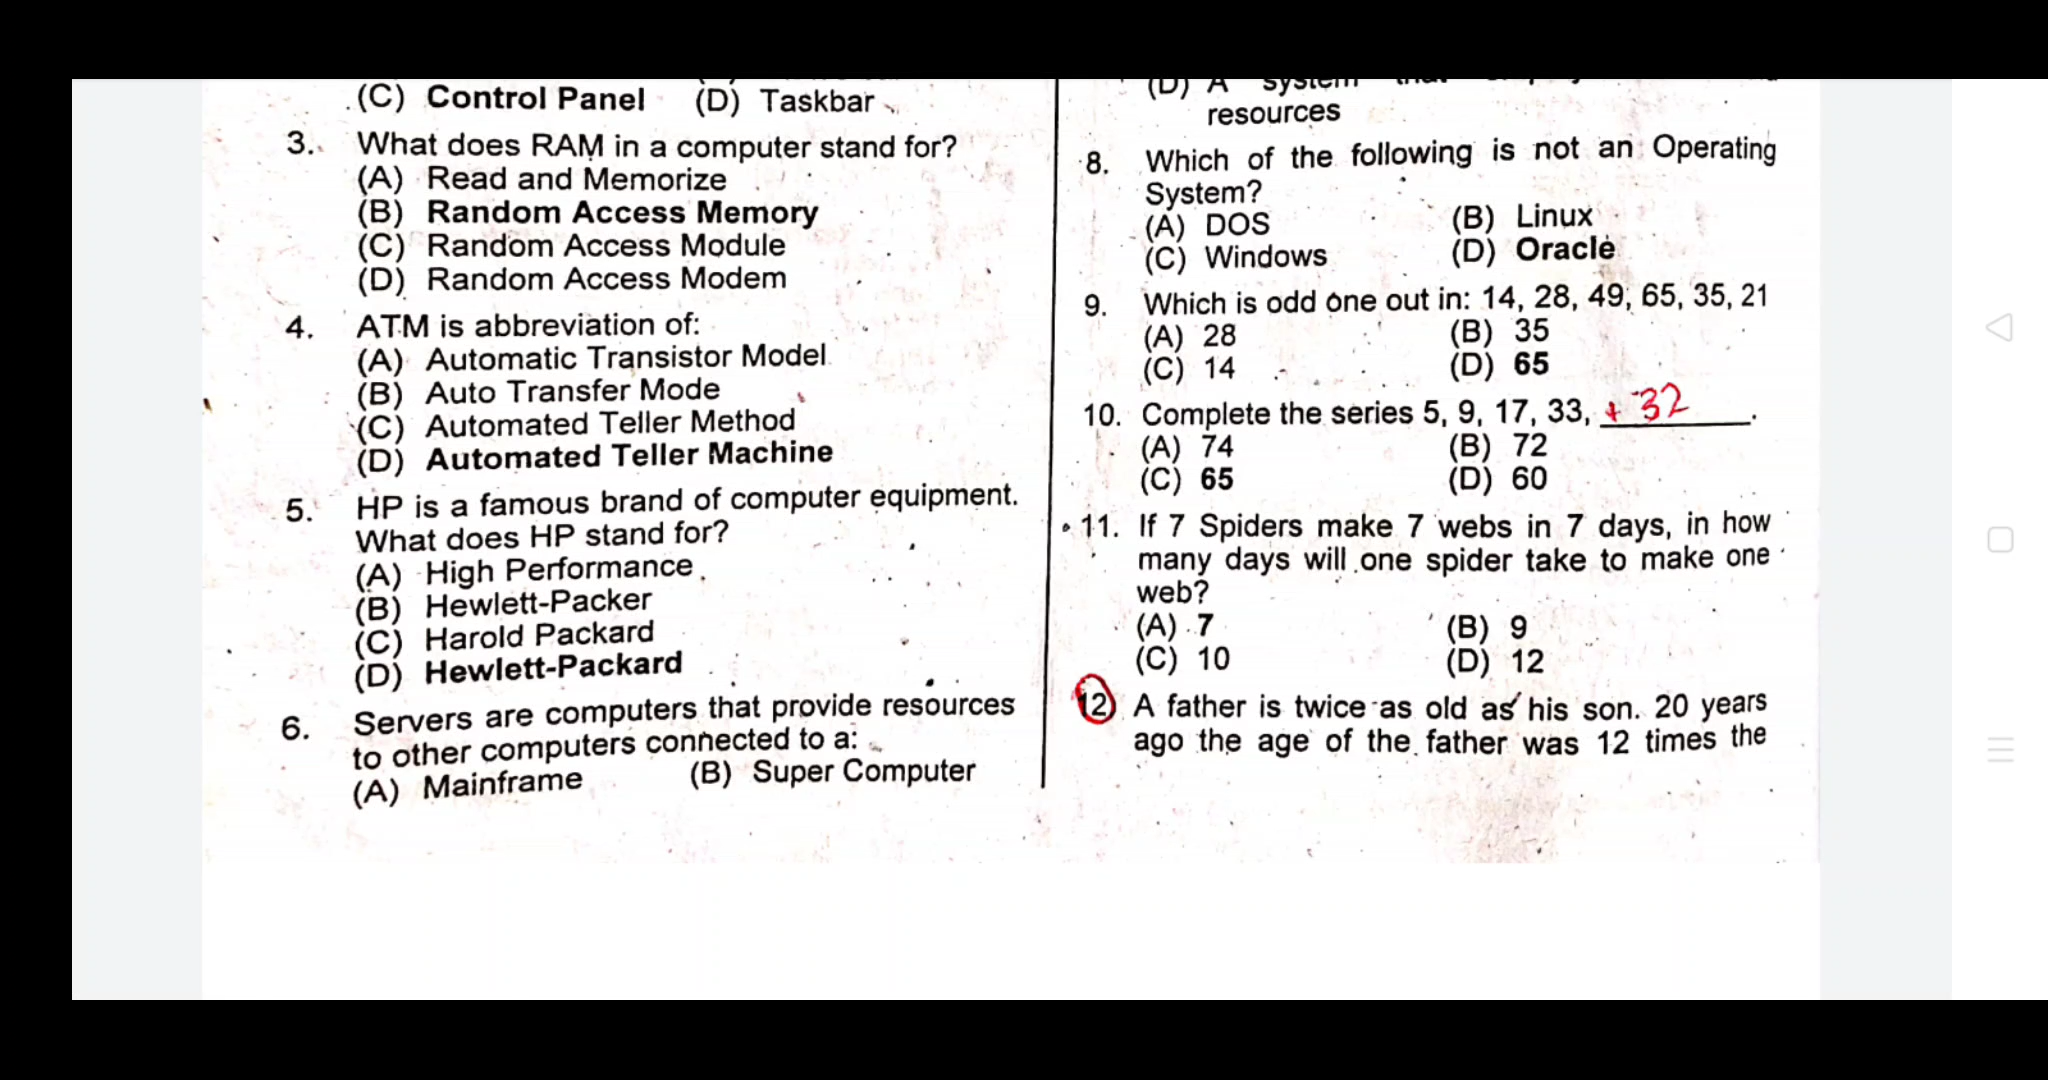 (C) Control Panel (D) Taskbar
3. What does RAM in a computer stand for?
(A) Read and Memorize
(B) Random Access Memory
(C) Random Access Module
(D) Random Access Modem
4. ATM is abbreviation of:
(A) Automatic Transistor Model
(B) Auto Transfer Mode
(C) Automated Teller Method
(D) Automated Teller Machine
5. HP is a famous brand of computer equipment.
What does HP stand for?
(A) High Performance
(B) Hewlett-Packer
(C) Harold Packard
(D) Hewlett-Packard
6. Servers are computers that provide resources
to other computers connected to a:
(A) Mainframe (B) Super Computer
(D) A system that
resources
8. Which of the following is not an Operating
System?
(A) DOS (B) Linux
(C) Windows (D) Oracle
9. Which is odd one out in: 14, 28, 49, 65, 35, 21
(A) 28 (B) 35
(C) 14 (D) 65
10. Complete the series 5, 9, 17, 33, + 32.
(A) 74 (B) 72
(C) 65 (D) 60
11. If 7 Spiders make 7 webs in 7 days, in how
many days will one spider take to make one
web?
(A) 7 (B) 9
(C) 10 (D) 12
12 A father is twice as old as his son. 20 years
ago the age of the father was 12 times the